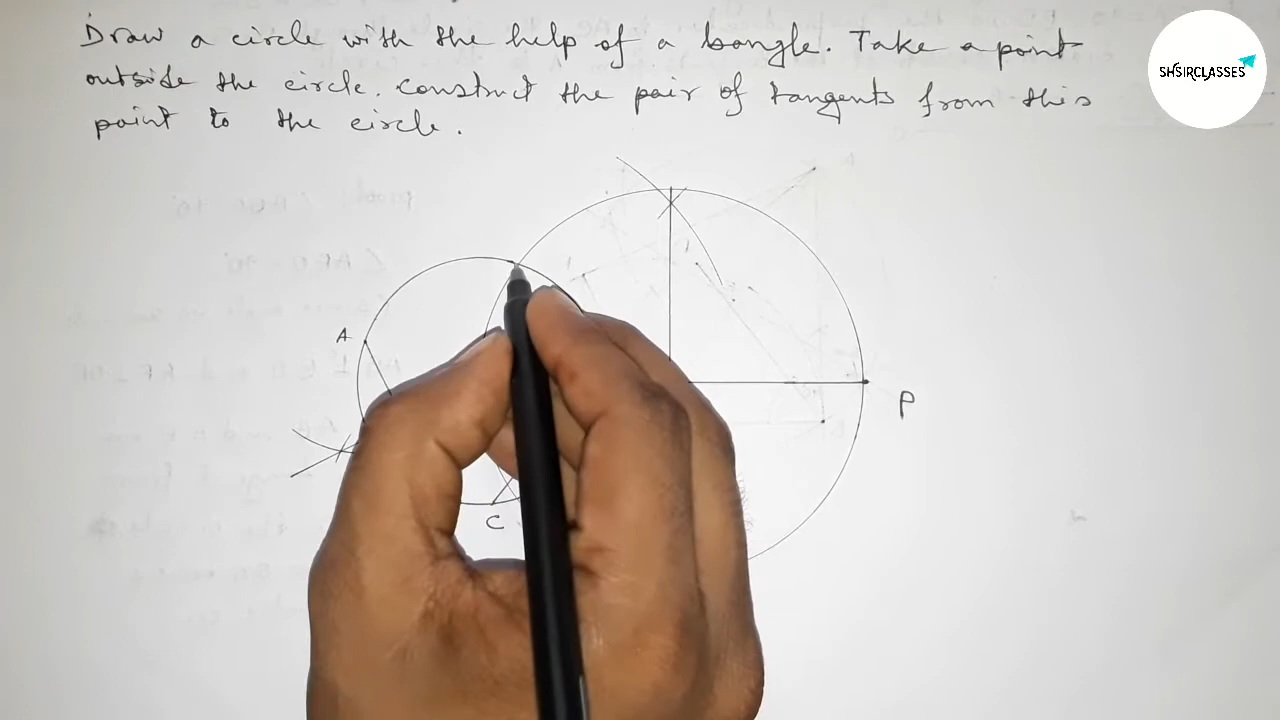 Draw a circle with the help of a bangle. Take a point
outside the circle. Construct the pair of tangents from this
point to the circle.
SHSIRCLASSES
A
P
C